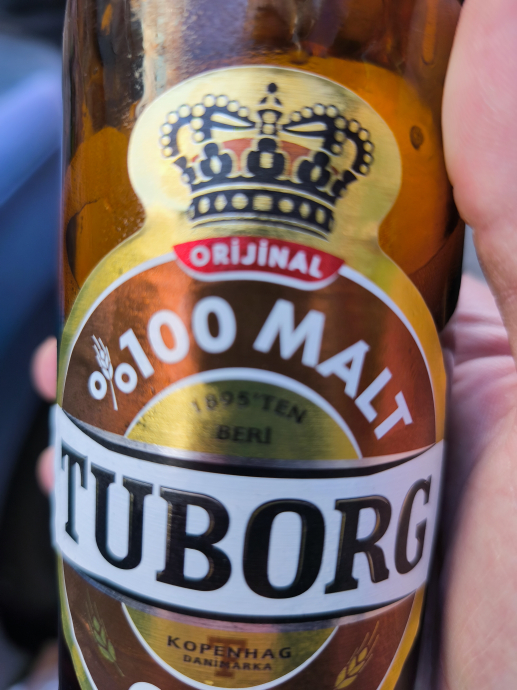 ORİJİNAL
%100 MALT
1895'TEN
BERİ
TUBORG
KOPENHAG
DANİMARKA